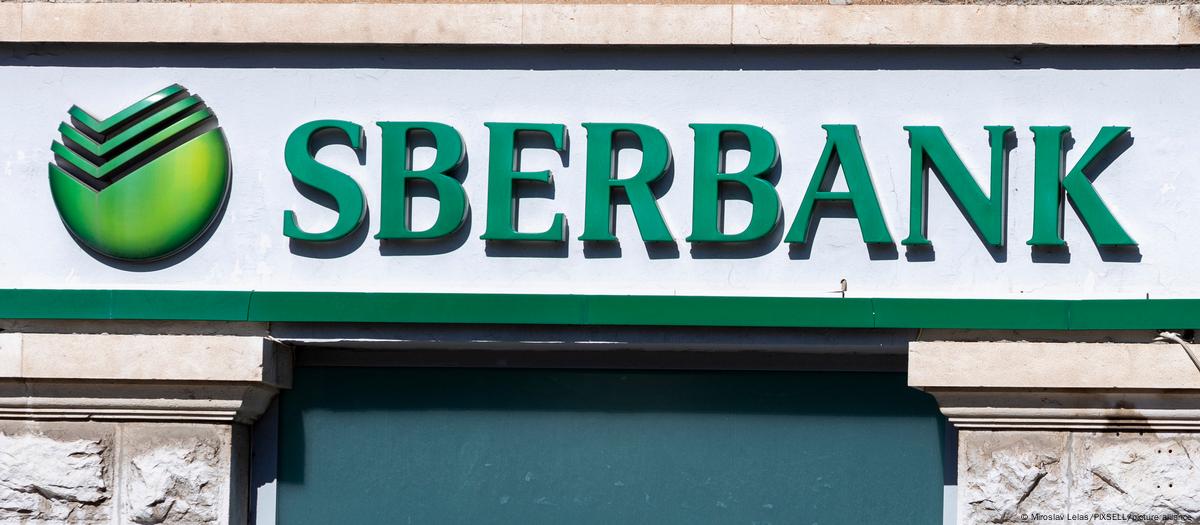 SBERBANK
© Miroslav Lelas/PIXSELL/picture alliance